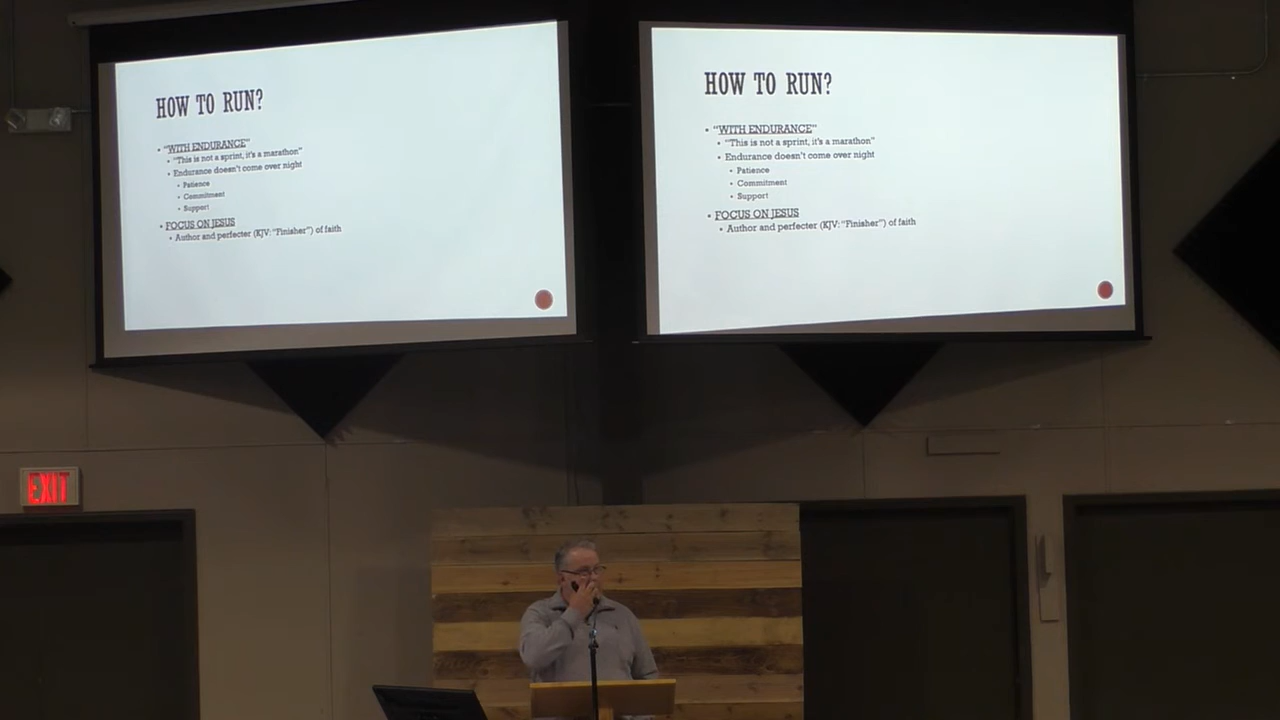 HOW TO RUN?
"WITH ENDURANCE"
"This is not a sprint, it's a marathon"
Endurance doesn't come over night
Patience
Commitment
Support
FOCUS ON JESUS
Author and perfecter (KJV: "Finisher") of faith
HOW TO RUN?
"WITH ENDURANCE"
"This is not a sprint, it's a marathon"
Endurance doesn't come over night
Patience
Commitment
Support
FOCUS ON JESUS
Author and perfecter (KJV: "Finisher") of faith
EXIT